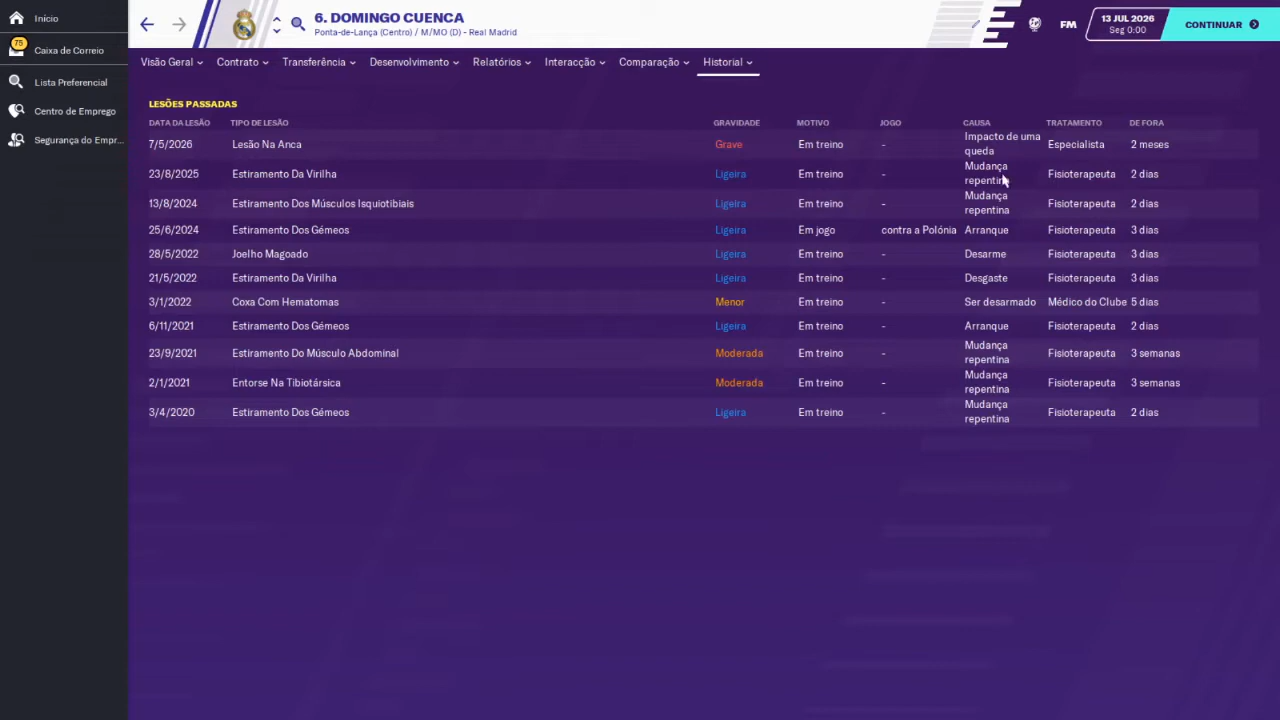 Início
75
Caixa de Correio
Lista Preferencial
Centro de Emprego
Segurança do Empr...
6. DOMINGO CUENCA
Ponta-de-Lança (Centro) / M/MO (D) - Real Madrid
FM
13 JUL 2026
Seg 0:00
CONTINUAR
Visão Geral Contrato Transferência Desenvolvimento Relatórios Interacção Comparação Historial
LESÕES PASSADAS
DATA DA LESÃO TIPO DE LESÃO GRAVIDADE MOTIVO JOGO CAUSA TRATAMENTO DE FORA
7/5/2026 Lesão Na Anca Grave Em treino - Impacto de uma queda Especialista 2 meses
23/8/2025 Estiramento Da Virilha Ligeira Em treino - Mudança repentina Fisioterapeuta 2 dias
13/8/2024 Estiramento Dos Músculos Isquiotibiais Ligeira Em treino - Mudança repentina Fisioterapeuta 2 dias
25/6/2024 Estiramento Dos Gémeos Ligeira Em jogo contra a Polónia Arranque Fisioterapeuta 3 dias
28/5/2022 Joelho Magoado Ligeira Em treino - Desarme Fisioterapeuta 3 dias
21/5/2022 Estiramento Da Virilha Ligeira Em treino - Desgaste Fisioterapeuta 3 dias
3/1/2022 Coxa Com Hematomas Menor Em treino - Ser desarmado Médico do Clube 5 dias
6/11/2021 Estiramento Dos Gémeos Ligeira Em treino - Arranque Fisioterapeuta 2 dias
23/9/2021 Estiramento Do Músculo Abdominal Moderada Em treino - Mudança repentina Fisioterapeuta 3 semanas
2/1/2021 Entorse Na Tibiotársica Moderada Em treino - Mudança repentina Fisioterapeuta 3 semanas
3/4/2020 Estiramento Dos Gémeos Ligeira Em treino - Mudança repentina Fisioterapeuta 2 dias